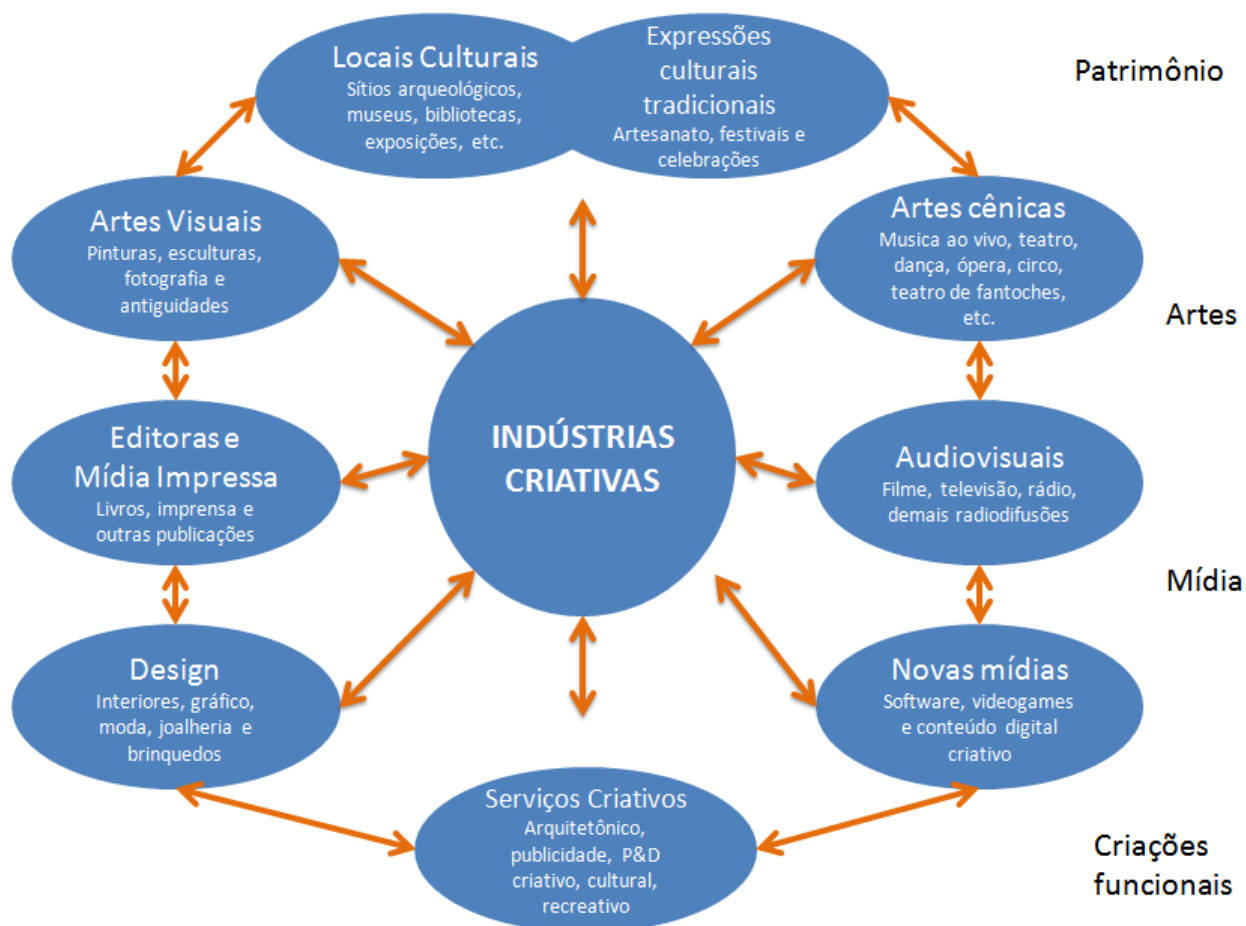 Locais Culturais
Sítios arqueológicos,
museus, bibliotecas,
exposições, etc.
Expressões
culturais
tradicionais
Artesanato, festivais e
celebrações
Patrimônio
Artes Visuais
Pinturas, esculturas,
fotografia e
antiguidades
Artes cênicas
Musica ao vivo, teatro,
dança, ópera, circo,
teatro de fantoches,
etc.
Artes
Editoras e
Mídia Impressa
Livros, imprensa e
outras publicações
INDÚSTRIAS
CRIATIVAS
Audiovisuais
Filme, televisão, rádio,
demais radiodifusões
Mídia
Design
Interiores, gráfico,
moda, joalheria e
brinquedos
Novas mídias
Software, videogames
e conteúdo digital
criativo
Serviços Criativos
Arquitetônico,
publicidade, P&D
criativo, cultural,
recreativo
Criações
funcionais